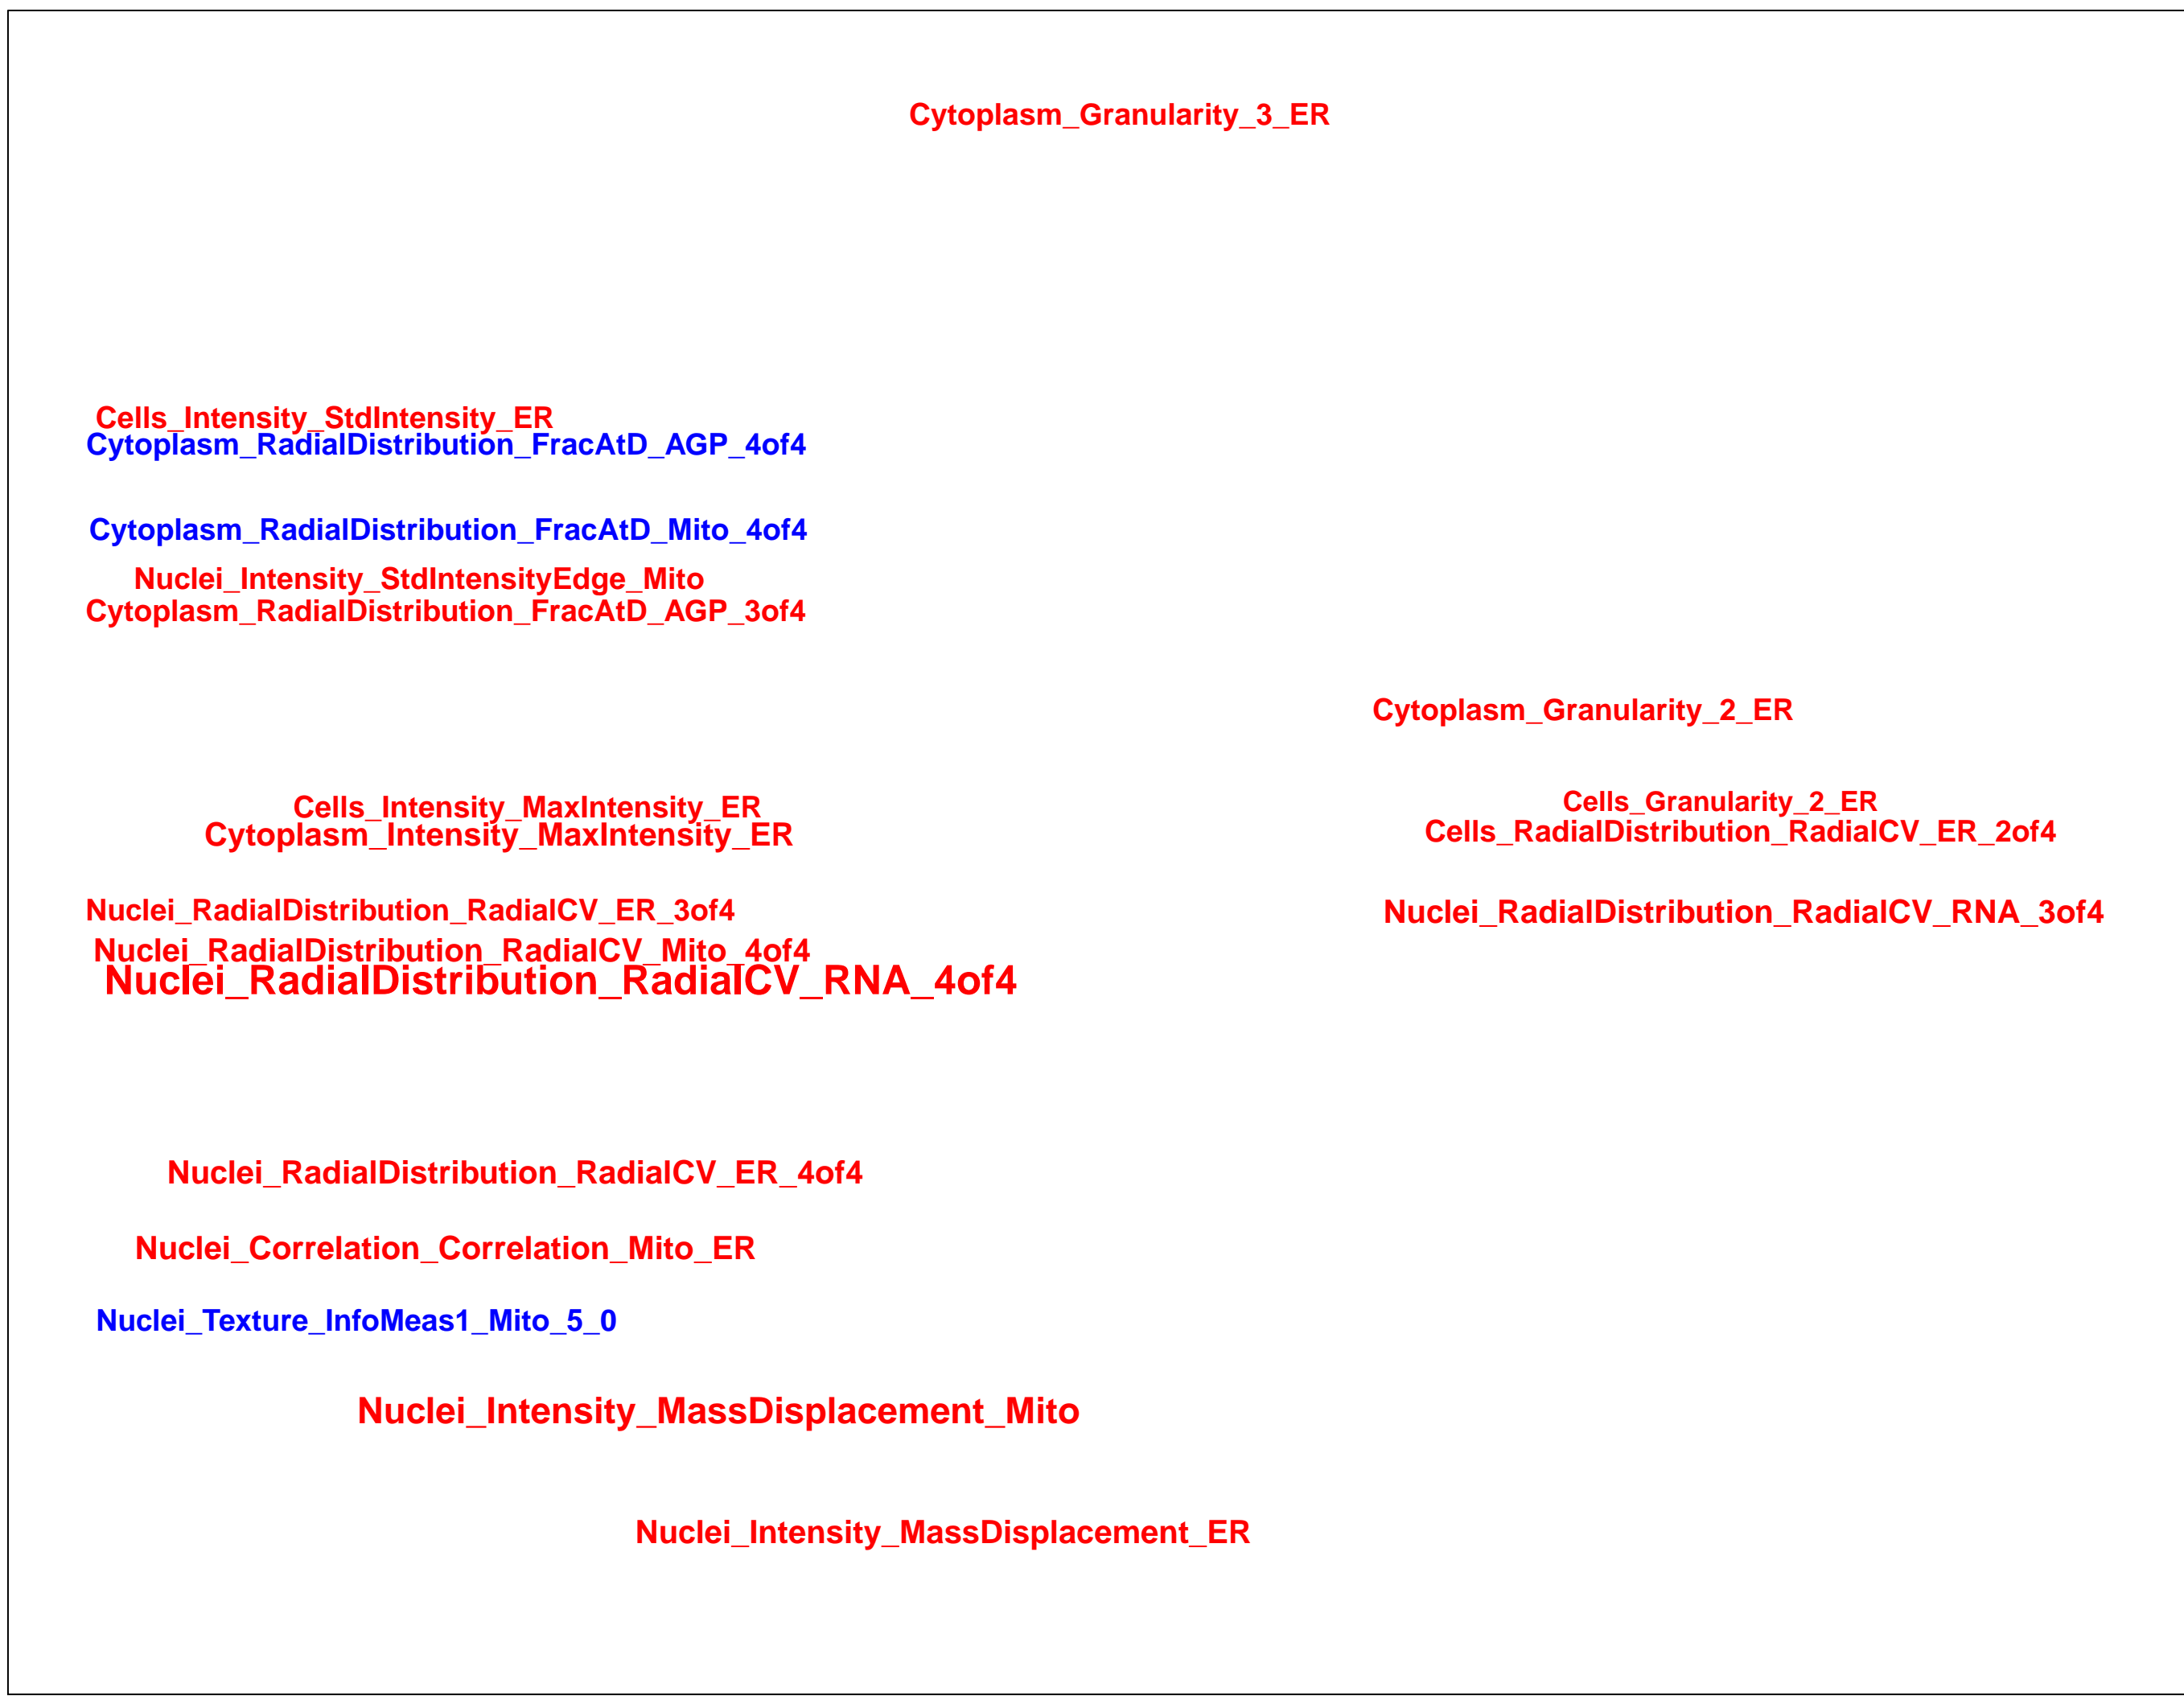 Cytoplasm_Granularity_3_ER
Cells_Intensity_StdIntensity_ER
Cytoplasm_RadialDistribution_FracAtD_AGP_4of4
Cytoplasm_RadialDistribution_FracAtD_Mito_4of4
Nuclei_Intensity_StdIntensityEdge_Mito
Cytoplasm_RadialDistribution_FracAtD_AGP_3of4
Cytoplasm_Granularity_2_ER
Cells_Granularity_2_ER
Cells_Intensity_MaxIntensity_ER
Cells_RadialDistribution_RadialCV_ER_2of4
Cytoplasm_Intensity_MaxIntensity_ER
Nuclei_RadialDistribution_RadialCV_ER_3of4
Nuclei_RadialDistribution_RadialCV_RNA_3of4
Nuclei_RadialDistribution_RadialCV_Mito_4of4
Nuclei_RadialDistribution_RadialCV_RNA_4of4
Nuclei_RadialDistribution_RadialCV_ER_4of4
Nuclei_Correlation_Correlation_Mito_ER
Nuclei_Texture_InfoMeas1_Mito_5_0
Nuclei_Intensity_MassDisplacement_Mito
Nuclei_Intensity_MassDisplacement_ER